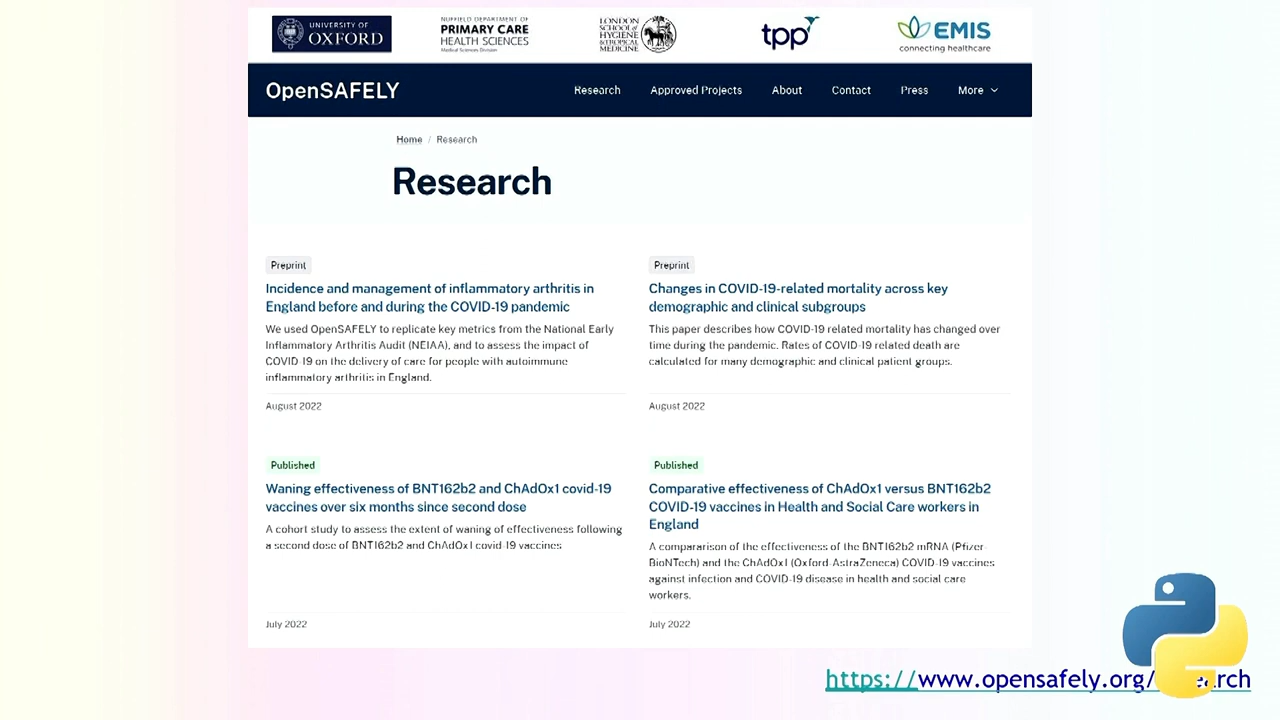 UNIVERSITY OF
OXFORD
NUFFIELD DEPARTMENT OF
PRIMARY CARE
HEALTH SCIENCES
Medical Sciences Division
LONDON
SCHOOL of
HYGIENE
& TROPICAL
MEDICINE
tpp
EMIS
connecting healthcare
OpenSAFELY
Research
Approved Projects
About
Contact
Press
More
Home / Research
Research
Preprint
Incidence and management of inflammatory arthritis in
England before and during the COVID-19 pandemic
We used OpenSAFELY to replicate key metrics from the National Early
Inflammatory Arthritis Audit (NEIAA), and to assess the impact of
COVID-19 on the delivery of care for people with autoimmune
inflammatory arthritis in England.
August 2022
Preprint
Changes in COVID-19-related mortality across key
demographic and clinical subgroups
This paper describes how COVID-19 related mortality has changed over
time during the pandemic. Rates of COVID-19 related death are
calculated for many demographic and clinical patient groups.
August 2022
Published
Waning effectiveness of BNT162b2 and ChAdOx1 covid-19
vaccines over six months since second dose
A cohort study to assess the extent of waning of effectiveness following
a second dose of BNT162b2 and ChAdOx1 covid-19 vaccines
July 2022
Published
Comparative effectiveness of ChAdOx1 versus BNT162b2
COVID-19 vaccines in Health and Social Care workers in
England
A compararison of the effectiveness of the BNT162b2 mRNA (Pfizer-
BioNTech) and the ChAdOx1 (Oxford-AstraZeneca) COVID-19 vaccines
against infection and COVID-19 disease in health and social care
workers.
July 2022
https://www.opensafely.org/